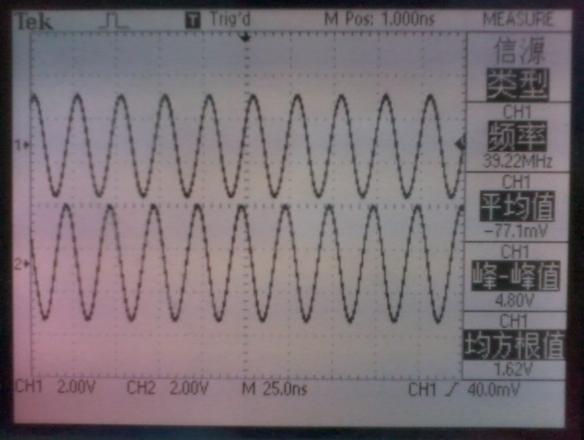 Tek T Trig'd M Pos: 1.000ns MEASURE
信源
类型
CH1
频率
39.22MHz
CH1
平均值
-77.1mV
CH1
峰-峰值
4.80V
CH1
均方根值
1.62V
1
2
CH1 2.00V CH2 2.00V M 25.0ns CH1 40.0mV